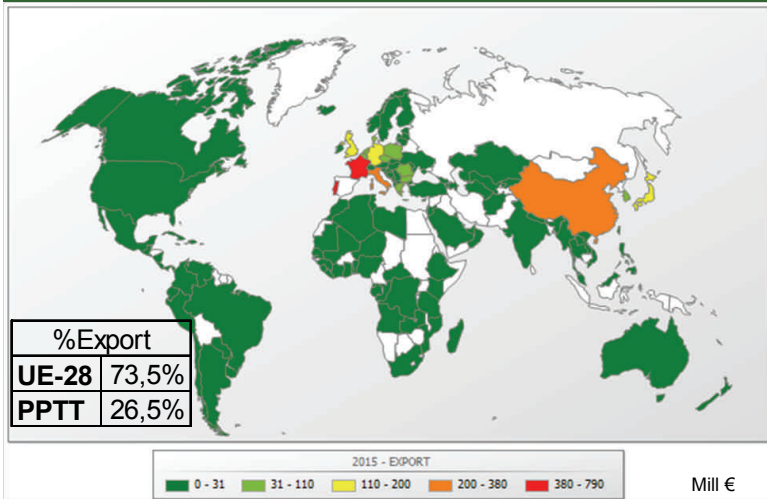 %Export
UE-28 73,5%
PPTT 26,5%
2015 - EXPORT
0 - 31 31 - 110 110 - 200 200 - 380 380 - 790
Mill €